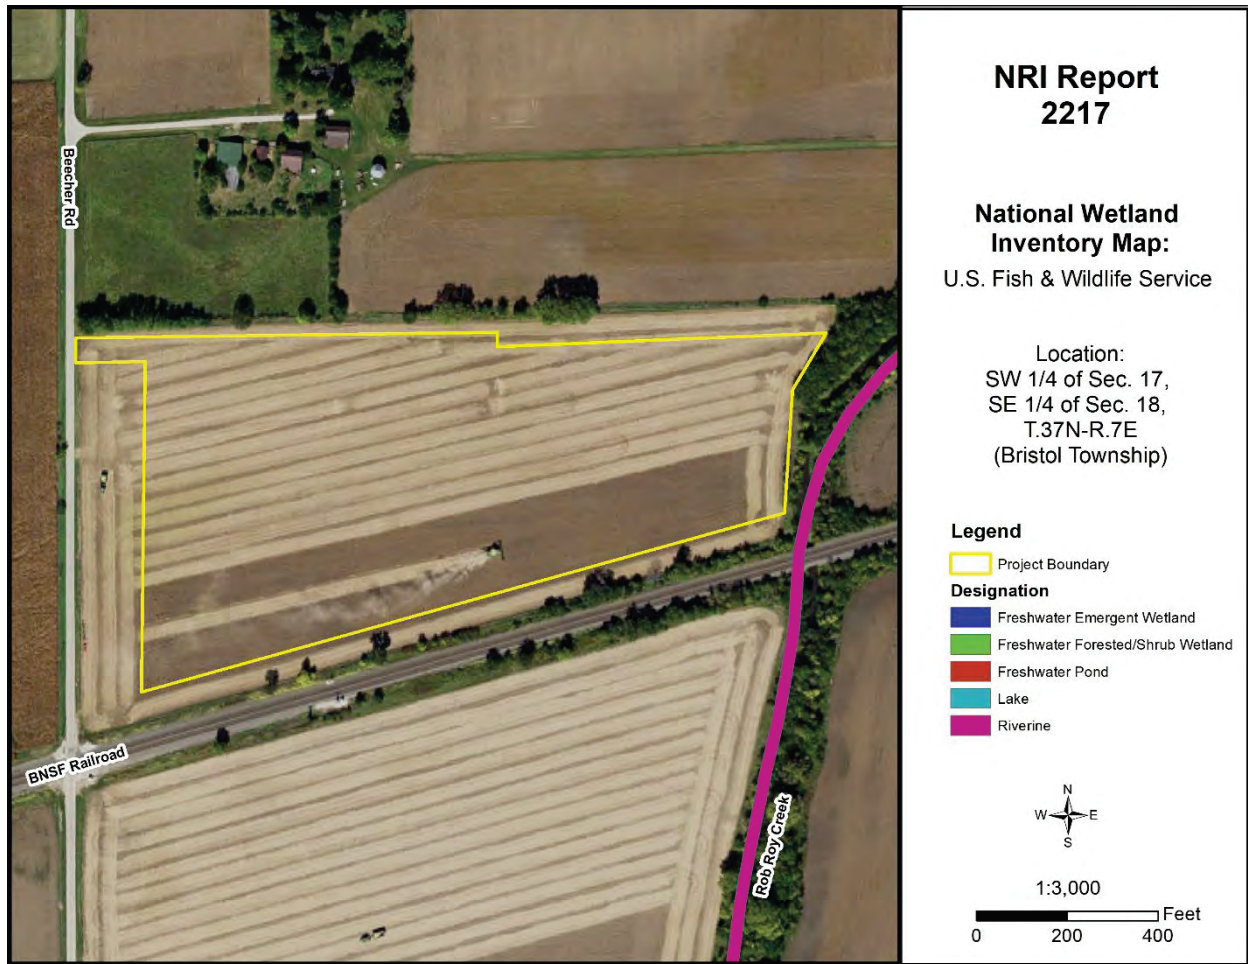 NRI Report
2217
National Wetland
Inventory Map:
U.S. Fish & Wildlife Service
Location:
SW 1/4 of Sec. 17,
SE 1/4 of Sec. 18,
T.37N-R.7E
(Bristol Township)
Legend
Project Boundary
Designation
Freshwater Emergent Wetland
Freshwater Forested/Shrub Wetland
Freshwater Pond
Lake
Riverine
N
W E
S
1:3,000
Feet
0 200 400
Beecher Rd
BNSF Railroad
Rob Roy Creek